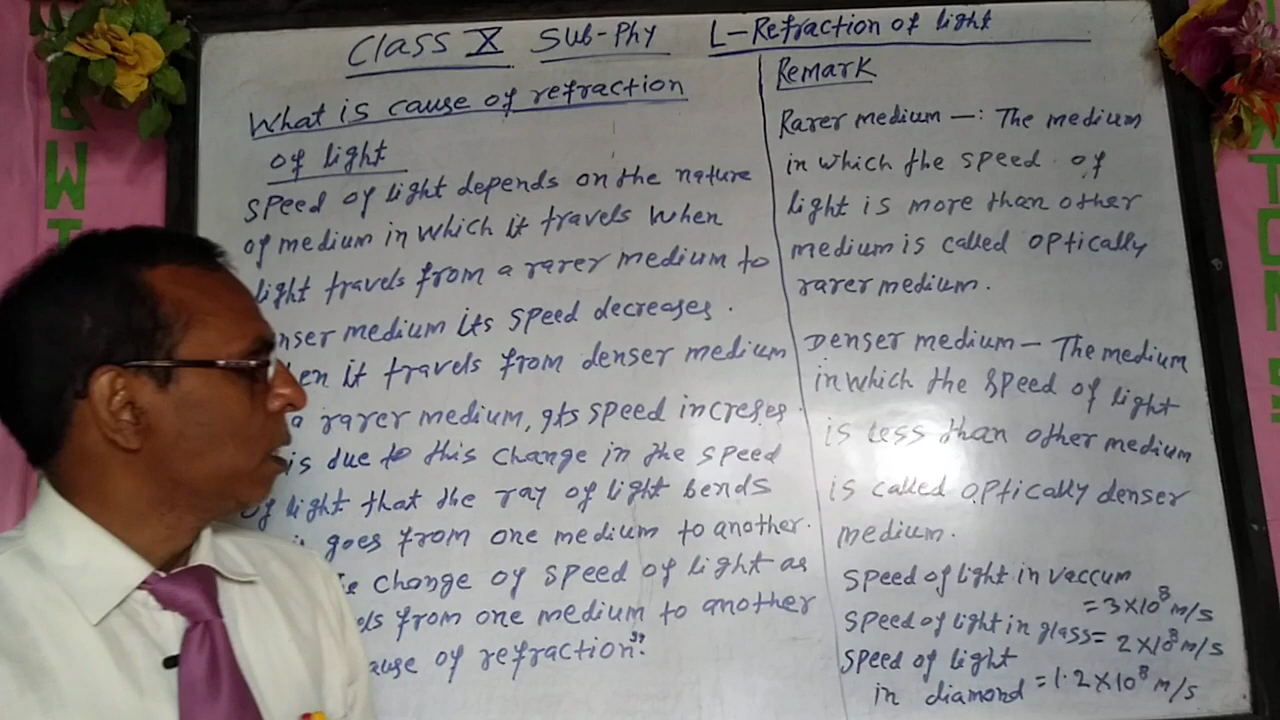 Class X Sub-Phy L-Refraction of light
What is cause of refraction
of light
Speed of light depends on the nature
of medium in which it travels when
light travels from a rarer medium to
nser medium its speed decreases.
en it travels from denser medium
a rarer medium, gts speed increses.
is due to this change in the speed
of light that the ray of light bends
goes from one medium to another.
change of speed of light as
els from one medium to another
ause of refraction".
Remark
Rarer medium —: The medium
in which the speed of
light is more than other
medium is called optically
rarer medium.
Denser medium — The medium
in which the speed of light
is less than other medium
is called optically denser
medium.
Speed of light in vaccum
= 3×10⁸ m/s
Speed of light in glass = 2×10⁸ m/s
Speed of light
in diamond = 1.2×10⁸ m/s